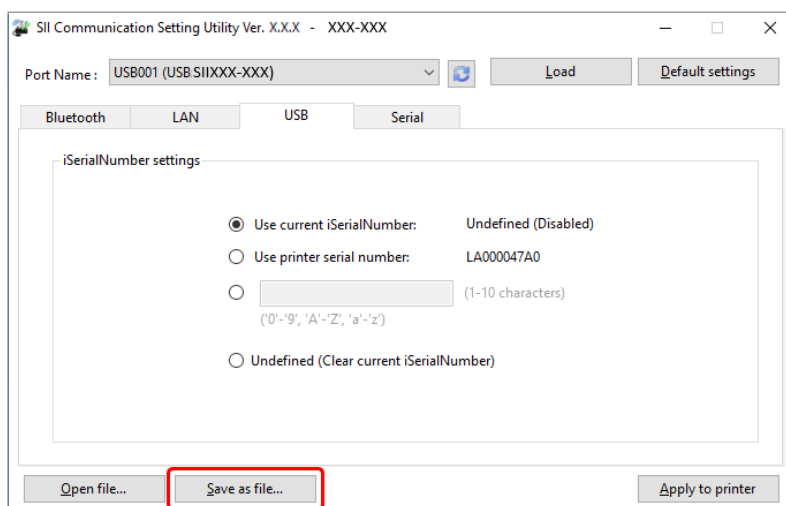 SII Communication Setting Utility Ver. X.X.X - XXX-XXX
Port Name : USB001 (USB:SIIXXX-XXX) Load Default settings
Bluetooth LAN USB Serial
iSerialNumber settings
Use current iSerialNumber: Undefined (Disabled)
Use printer serial number: LA000047A0
(1-10 characters)
('0'-'9', 'A'-'Z', 'a'-'z')
Undefined (Clear current iSerialNumber)
Open file... Save as file... Apply to printer